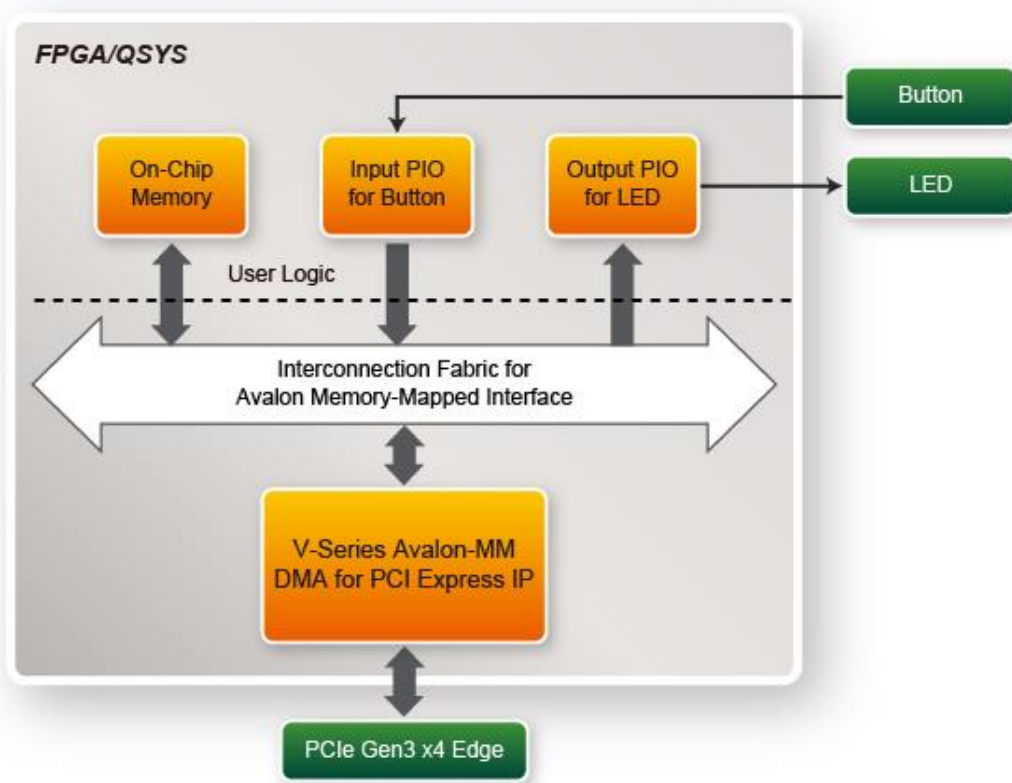 FPGA/QSYS
Button
On-Chip
Memory
Input PIO
for Button
Output PIO
for LED
LED
User Logic
Interconnection Fabric for
Avalon Memory-Mapped Interface
V-Series Avalon-MM
DMA for PCI Express IP
PCIe Gen3 x4 Edge